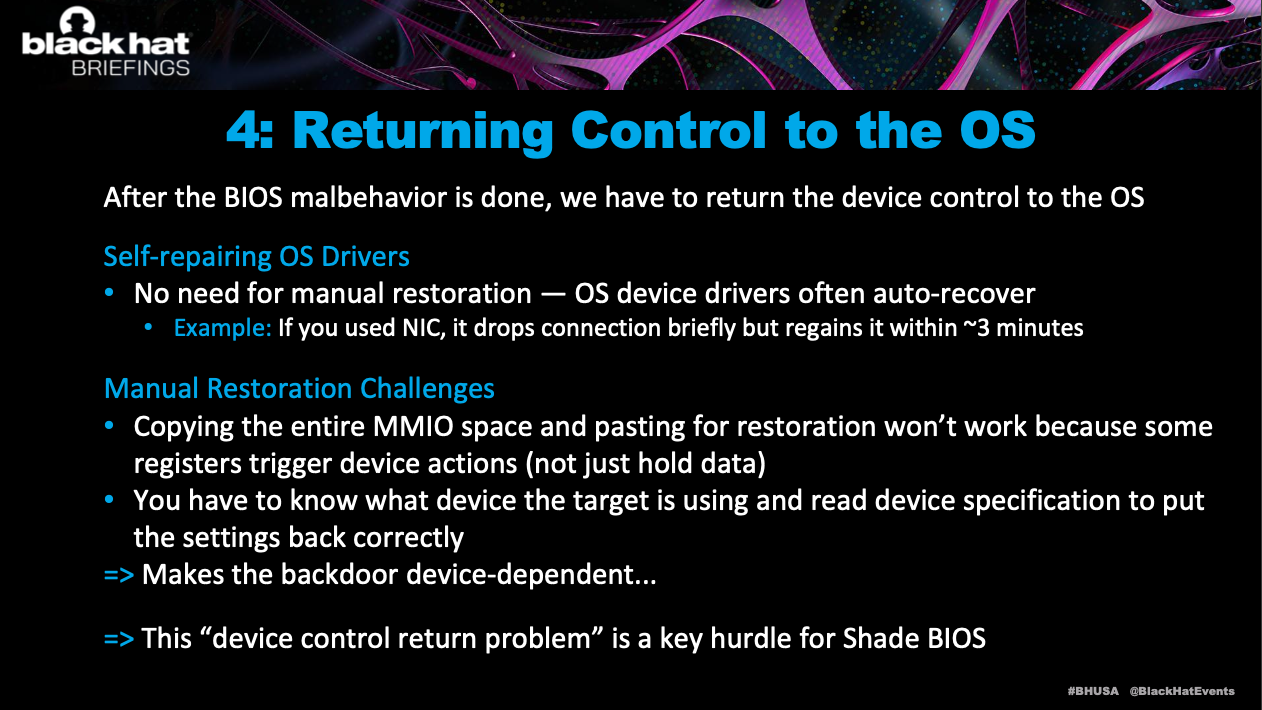 black hat
BRIEFINGS
4: Returning Control to the OS
After the BIOS malbehavior is done, we have to return the device control to the OS
Self-repairing OS Drivers
• No need for manual restoration — OS device drivers often auto-recover
• Example: If you used NIC, it drops connection briefly but regains it within ~3 minutes
Manual Restoration Challenges
• Copying the entire MMIO space and pasting for restoration won’t work because some
registers trigger device actions (not just hold data)
• You have to know what device the target is using and read device specification to put
the settings back correctly
=> Makes the backdoor device-dependent...
=> This “device control return problem” is a key hurdle for Shade BIOS
#BHUSA @BlackHatEvents